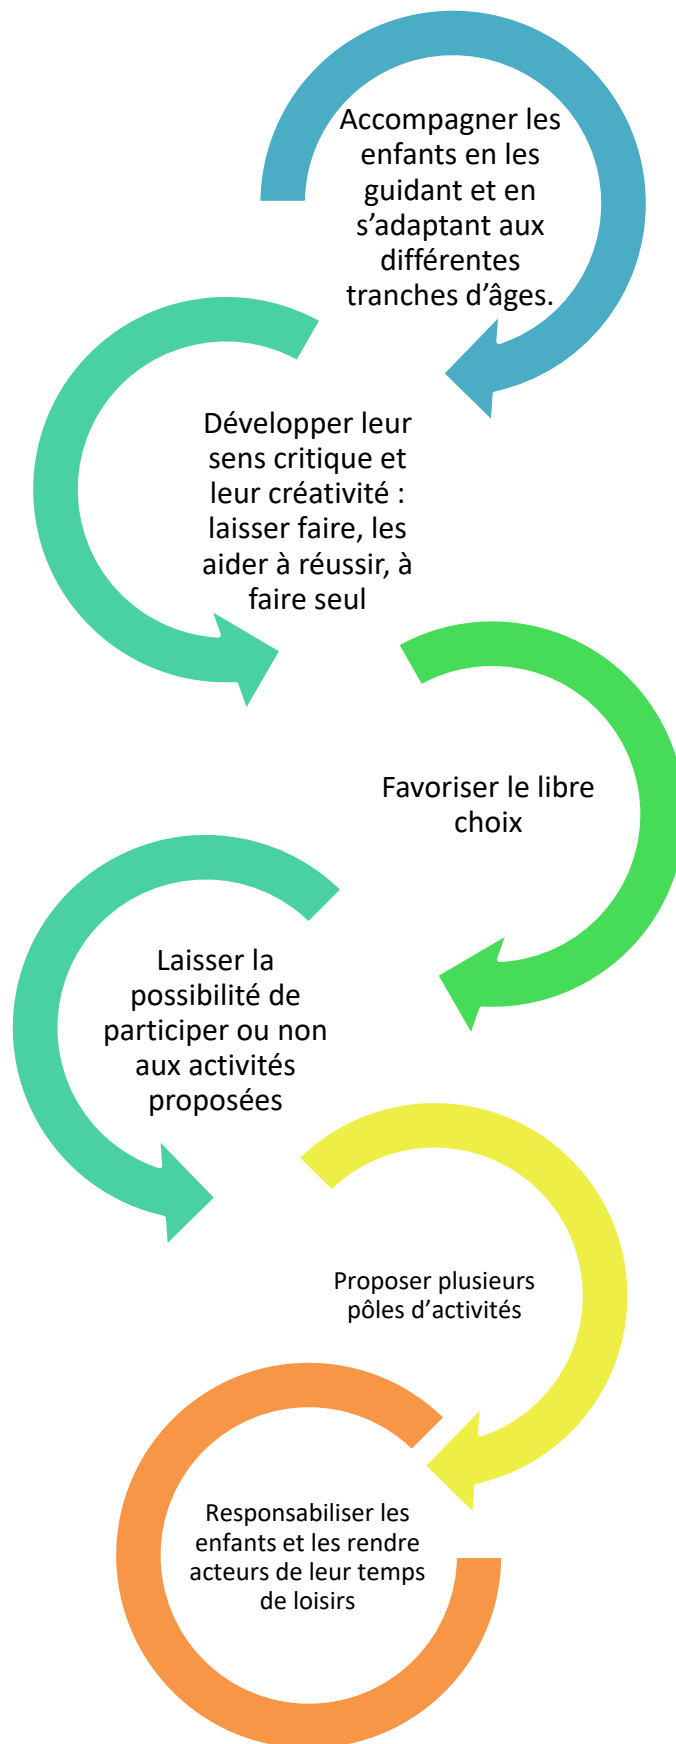 Accompagner les
enfants en les
guidant et en
s’adaptant aux
différentes
tranches d’âges.
Développer leur
sens critique et
leur créativité :
laisser faire, les
aider à réussir, à
faire seul
Favoriser le libre
choix
Laisser la
possibilité de
participer ou non
aux activités
proposées
Proposer plusieurs
pôles d’activités
Responsabiliser les
enfants et les rendre
acteurs de leur temps
de loisirs